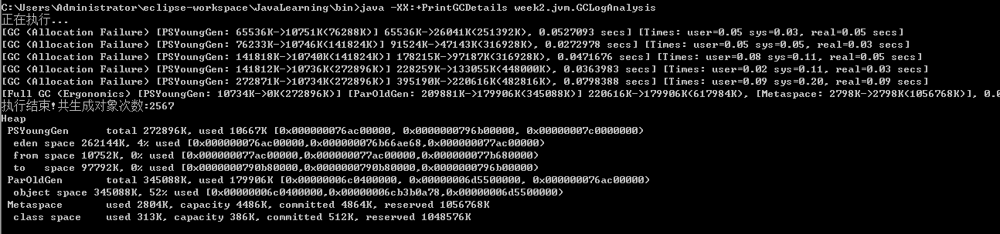 C:\Users\Administrator\eclipse-workspace\JavaLearning\bin>java -XX:+PrintGCDetails week2.jvm.GCLogAnalysis
正在执行...
[GC (Allocation Failure) [PSYoungGen: 65536K->10751K(76288K)] 65536K->26041K(251392K), 0.0527093 secs] [Times: user=0.05 sys=0.03, real=0.05 secs]
[GC (Allocation Failure) [PSYoungGen: 76233K->10746K(141824K)] 91524K->47143K(316928K), 0.0272978 secs] [Times: user=0.05 sys=0.05, real=0.03 secs]
[GC (Allocation Failure) [PSYoungGen: 141818K->10740K(141824K)] 178215K->97187K(316928K), 0.0471676 secs] [Times: user=0.08 sys=0.11, real=0.05 secs]
[GC (Allocation Failure) [PSYoungGen: 141812K->10736K(272896K)] 228259K->133055K(448000K), 0.0363983 secs] [Times: user=0.02 sys=0.11, real=0.03 secs]
[GC (Allocation Failure) [PSYoungGen: 272871K->10734K(272896K)] 395190K->220616K(482816K), 0.0798388 secs] [Times: user=0.09 sys=0.20, real=0.09 secs]
[Full GC (Ergonomics) [PSYoungGen: 10734K->0K(272896K)] [ParOldGen: 209881K->179906K(345088K)] 220616K->179906K(617984K), [Metaspace: 2798K->2798K(1056768K)], 0.0
执行结束!共生成对象次数:2567
Heap
PSYoungGen total 272896K, used 10667K [0x000000076ac00000, 0x0000000796b00000, 0x00000007c0000000)
eden space 262144K, 4% used [0x000000076ac00000,0x000000076b66ae68,0x000000077ac00000)
from space 10752K, 0% used [0x000000077ac00000,0x000000077ac00000,0x000000077b680000)
to space 97792K, 0% used [0x0000000790b80000,0x0000000790b80000,0x0000000796b00000)
ParOldGen total 345088K, used 179906K [0x00000006c0400000, 0x00000006d5500000, 0x000000076ac00000)
object space 345088K, 52% used [0x00000006c0400000,0x00000006cb3b0a78,0x00000006d5500000)
Metaspace used 2804K, capacity 4486K, committed 4864K, reserved 1056768K
class space used 313K, capacity 386K, committed 512K, reserved 1048576K